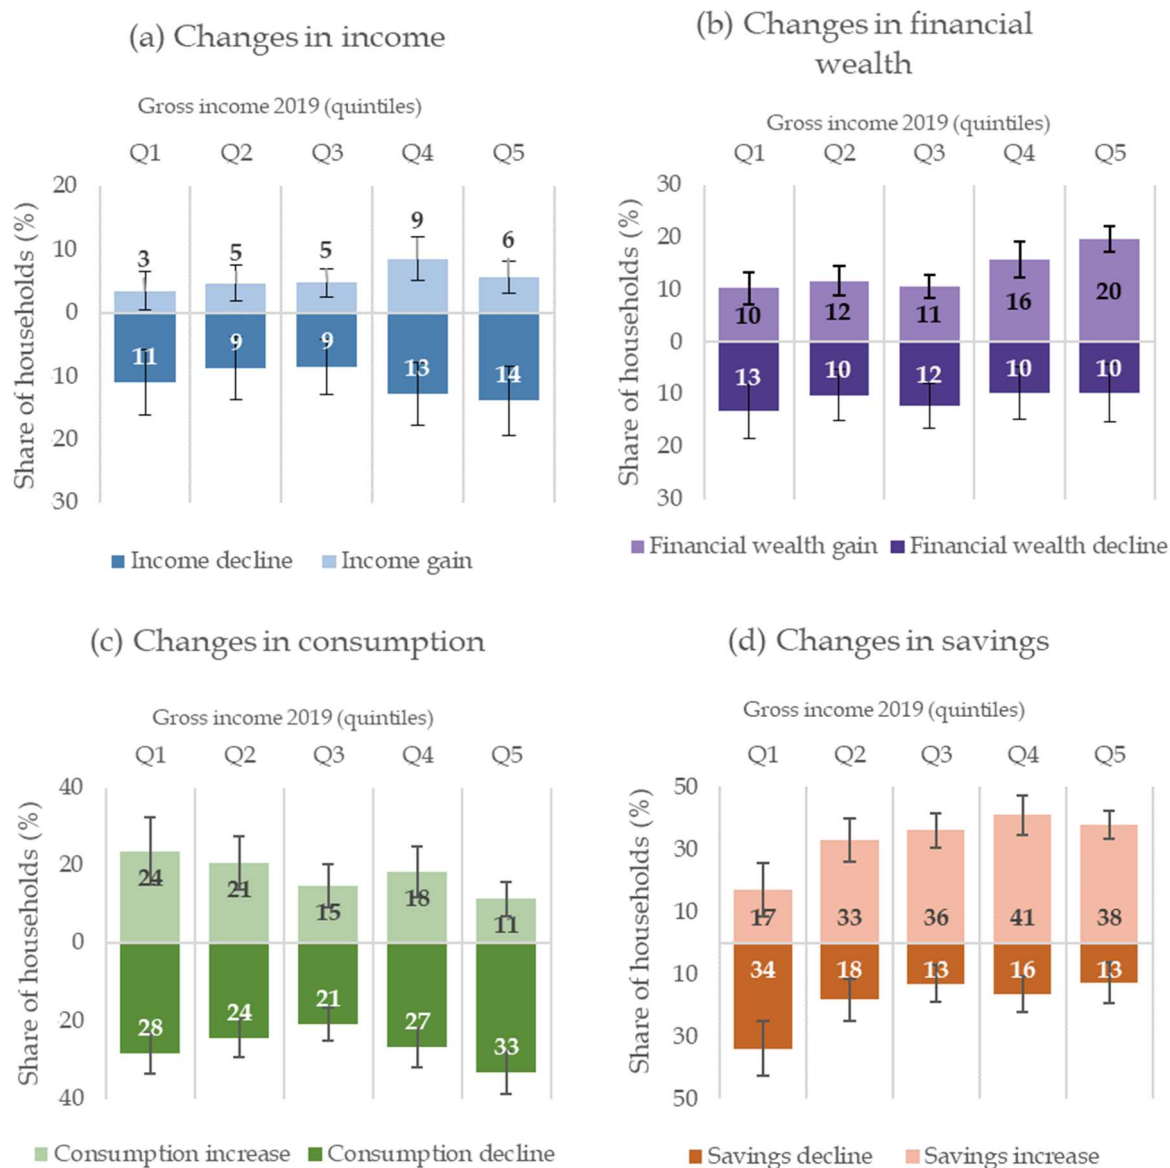 (a) Changes in income
Gross income 2019 (quintiles)
Q1 Q2 Q3 Q4 Q5
Share of households (%)
20
10
0
10
20
30
3 5 5 9 6
11 9 9 13 14
Income decline Income gain
(b) Changes in financial
wealth
Gross income 2019 (quintiles)
Q1 Q2 Q3 Q4 Q5
Share of households (%)
30
20
10
0
10
20
30
10 12 11 16 20
13 10 12 10 10
Financial wealth gain Financial wealth decline
(c) Changes in consumption
Gross income 2019 (quintiles)
Q1 Q2 Q3 Q4 Q5
Share of households (%)
40
20
0
20
40
24 21 15 18 11
28 24 21 27 33
Consumption increase Consumption decline
(d) Changes in savings
Gross income 2019 (quintiles)
Q1 Q2 Q3 Q4 Q5
Share of households (%)
50
30
10
10
30
50
17 33 36 41 38
34 18 13 16 13
Savings decline Savings increase